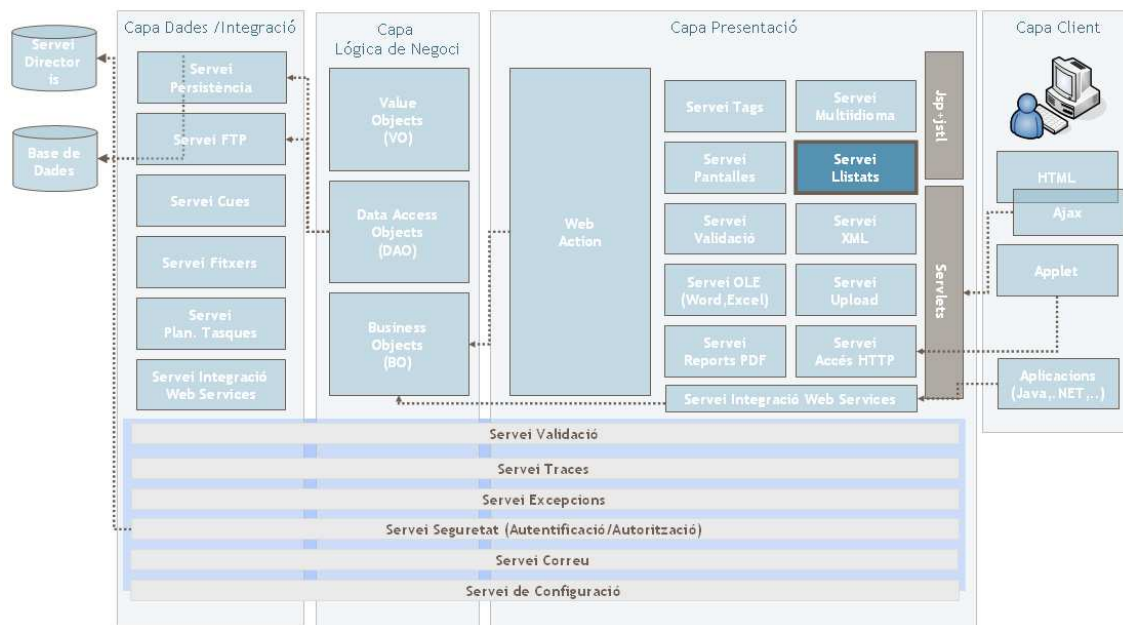 Capa Dades /Integració
Capa
Lógica de Negoci
Capa Presentació
Capa Client
Servei
Director
is
Base de
Dades
Servei
Persistència
Servei FTP
Servei Cues
Servei Fitxers
Servei
Plan. Tasques
Servei Integració
Web Services
Value
Objects
(VO)
Data Access
Objects
(DAO)
Business
Objects
(BO)
Web
Action
Servei Tags
Servei
Multiidioma
Servei
Pantalles
Servei
Llistats
Servei
Validació
Servei
XML
Servei OLE
(Word,Excel)
Servei
Upload
Servei
Reports PDF
Servei
Accés HTTP
Servei Integració Web Services
Jsp+jstl
Servlets
HTML
Ajax
Applet
Aplicacions
(Java,.NET,..)
Servei Validació
Servei Traces
Servei Excepcions
Servei Seguretat (Autentificació/Autorització)
Servei Correu
Servei de Configuració